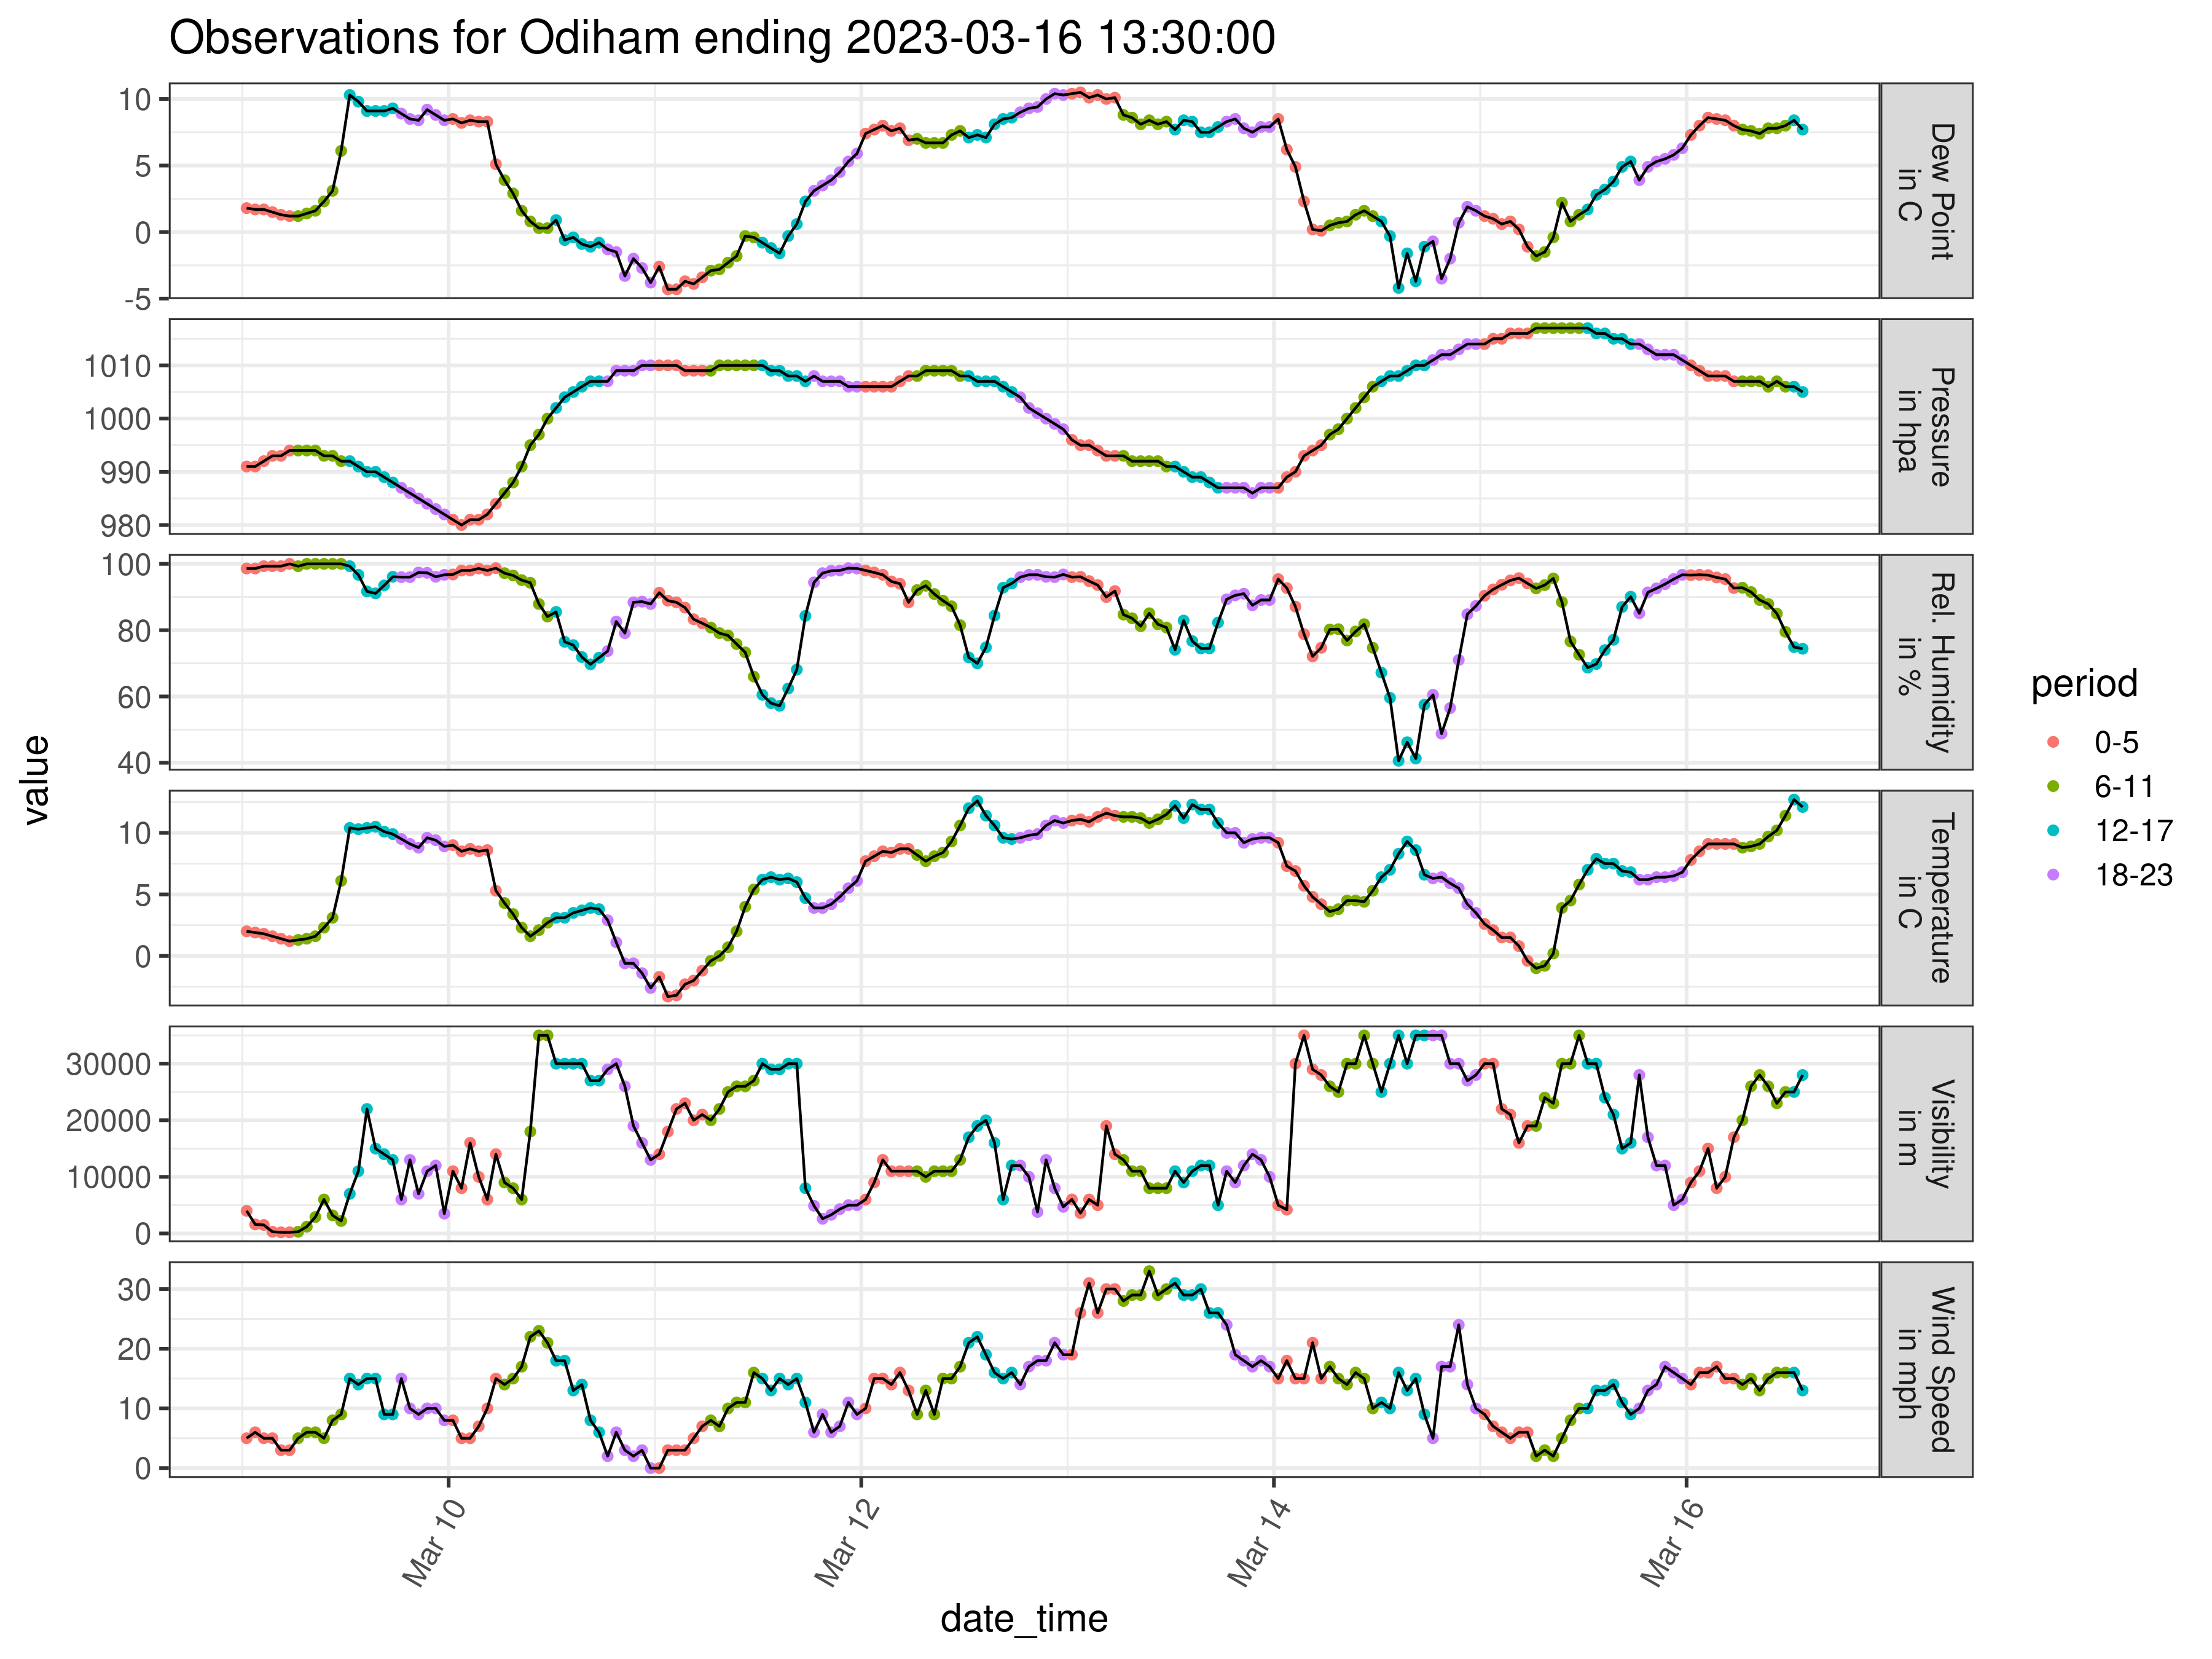 Observations for Odiham ending 2023-03-16 13:30:00
value
10
5
0
-5
Dew Point
in C
1010
1000
990
980
Pressure
in hpa
100
80
60
40
Rel. Humidity
in %
10
5
0
Temperature
in C
30000
20000
10000
0
Visibility
in m
30
20
10
0
Wind Speed
in mph
Mar 10
Mar 12
Mar 14
Mar 16
date_time
period
0-5
6-11
12-17
18-23